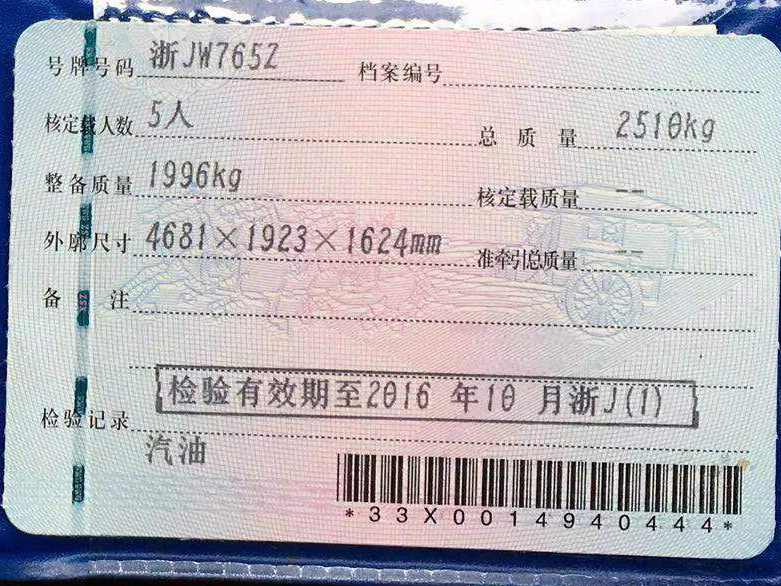 号牌号码 浙JW765Z 档案编号
核定载人数 5人 总质量 2510kg
整备质量 1996kg 核定载质量 --
外廓尺寸 4681×1923×1624mm 准牵引总质量 --
备注
检验记录 检验有效期至2016年10月浙J(1)
汽油
*33X0014940444*